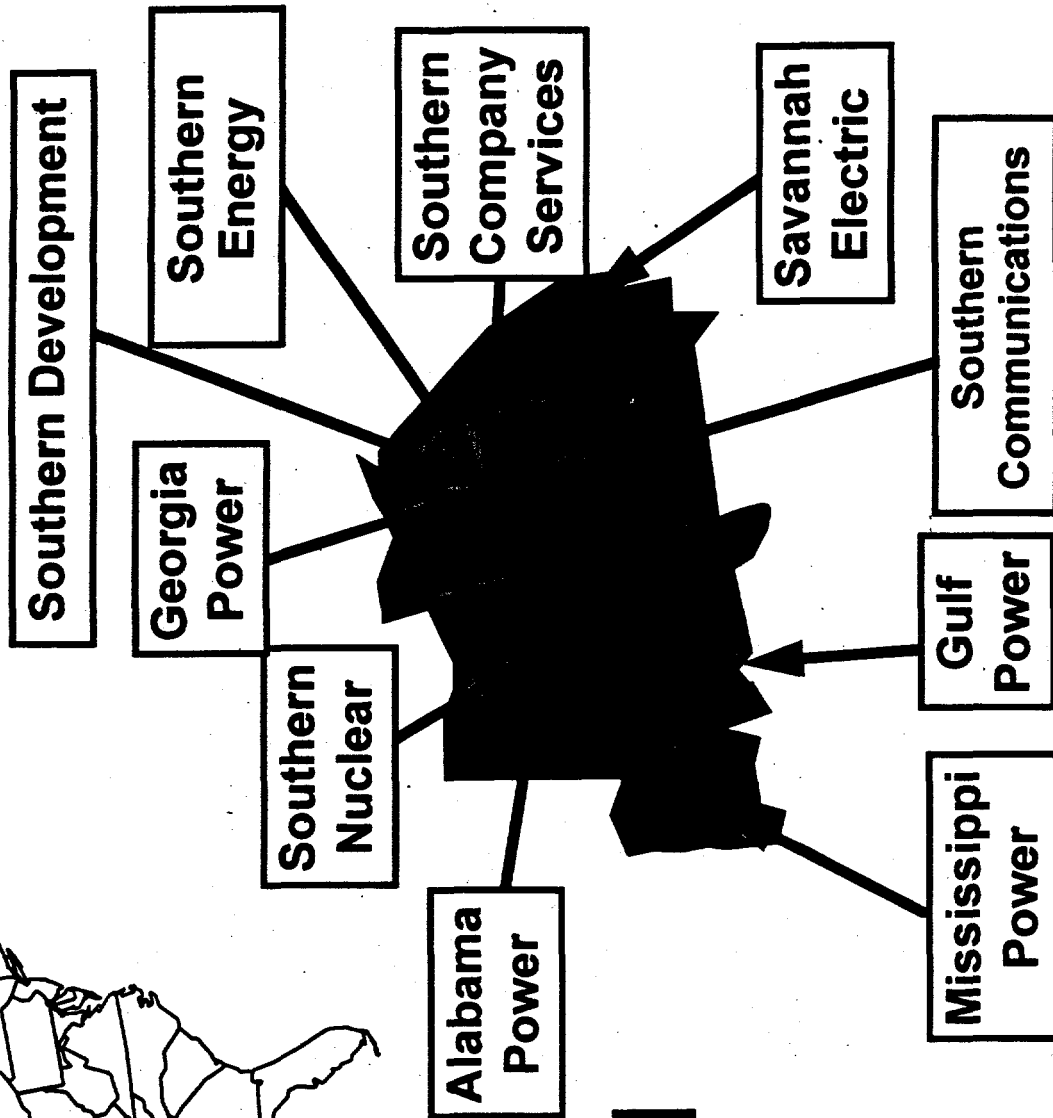 Southern Development
Southern
Energy
Georgia
Power
Southern
Nuclear
Southern
Company
Services
Alabama
Power
Savannah
Electric
Mississippi
Power
Gulf
Power
Southern
Communications